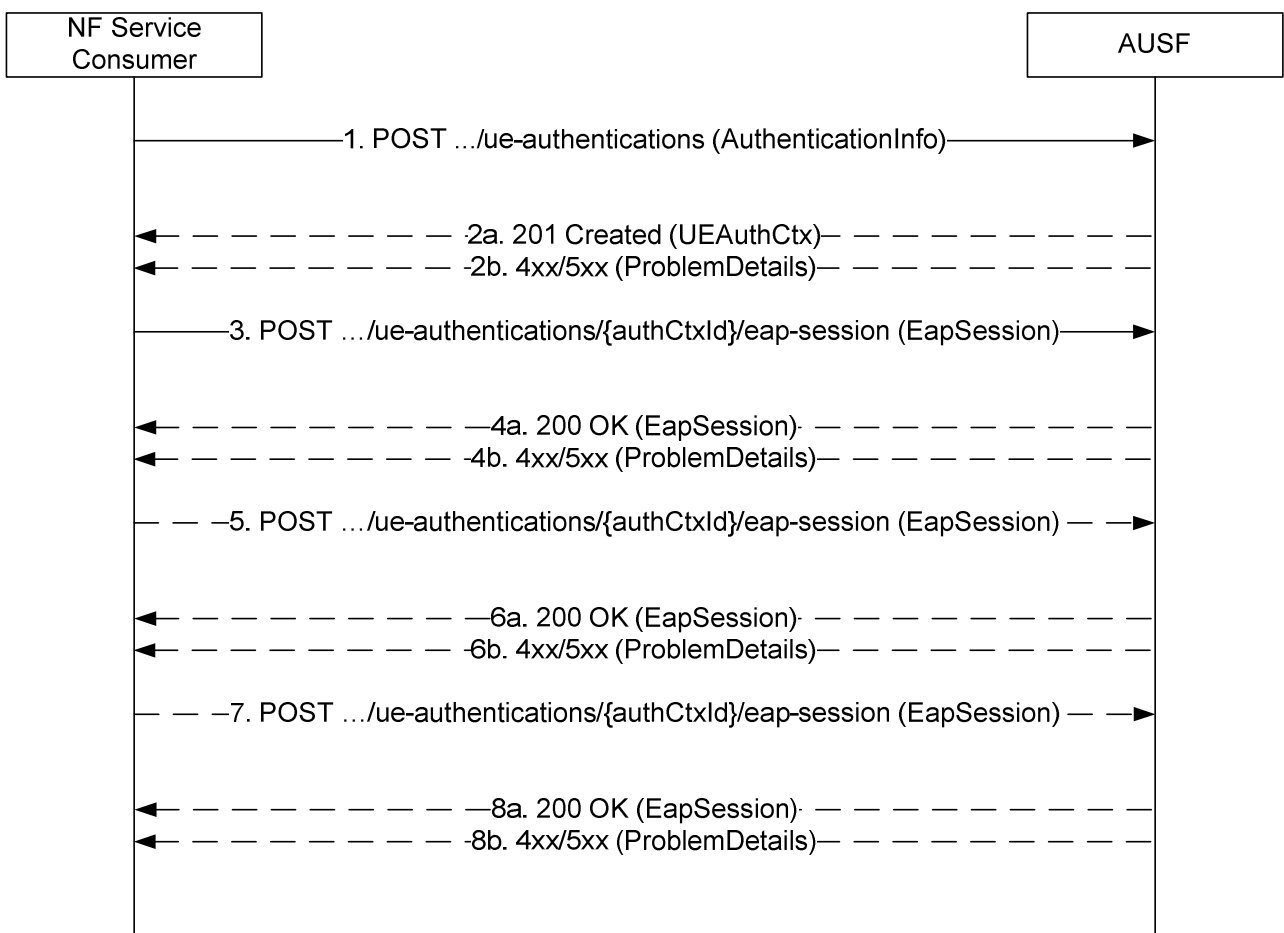 NF Service
Consumer
AUSF
1. POST .../ue-authentications (AuthenticationInfo)
2a. 201 Created (UEAuthCtx)
2b. 4xx/5xx (ProblemDetails)
3. POST …/ue-authentications/{authCtxId}/eap-session (EapSession)
4a. 200 OK (EapSession)
4b. 4xx/5xx (ProblemDetails)
5. POST …/ue-authentications/{authCtxId}/eap-session (EapSession)
6a. 200 OK (EapSession)
6b. 4xx/5xx (ProblemDetails)
7. POST …/ue-authentications/{authCtxId}/eap-session (EapSession)
8a. 200 OK (EapSession)
8b. 4xx/5xx (ProblemDetails)